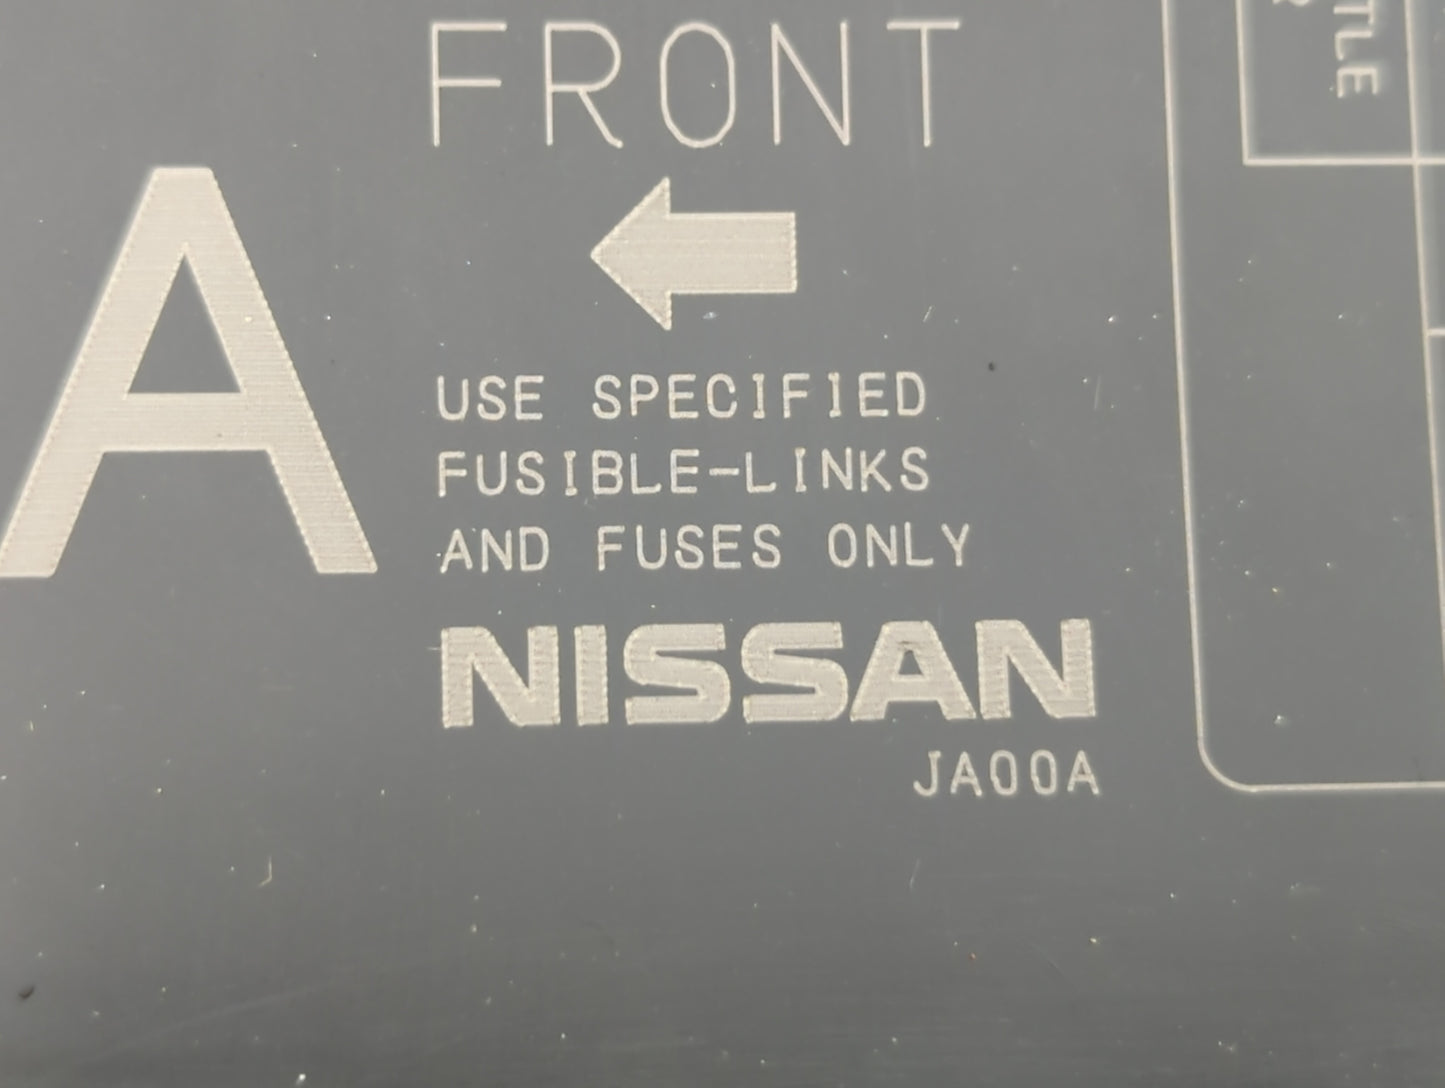 FRONT
A
USE SPECIFIED
FUSIBLE-LINKS
AND FUSES ONLY
NISSAN
JA00A